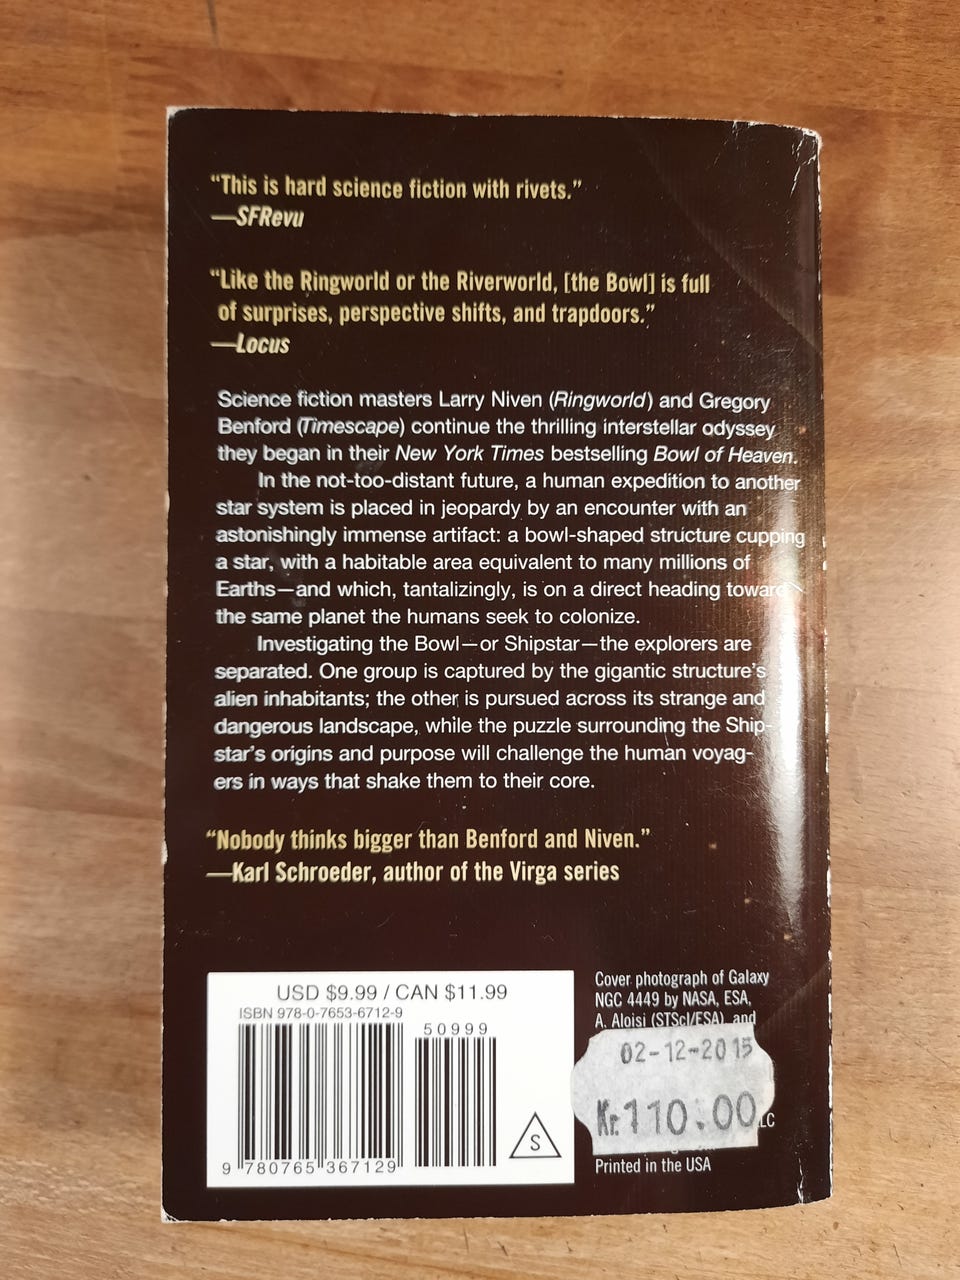 “This is hard science fiction with rivets.”
—SFRevu
“Like the Ringworld or the Riverworld, [the Bowl] is full
of surprises, perspective shifts, and trapdoors.”
—Locus
Science fiction masters Larry Niven (Ringworld) and Gregory
Benford (Timescape) continue the thrilling interstellar odyssey
they began in their New York Times bestselling Bowl of Heaven.
In the not-too-distant future, a human expedition to another
star system is placed in jeopardy by an encounter with an
astonishingly immense artifact: a bowl-shaped structure cupping
a star, with a habitable area equivalent to many millions of
Earths—and which, tantalizingly, is on a direct heading toward
the same planet the humans seek to colonize.
Investigating the Bowl—or Shipstar—the explorers are
separated. One group is captured by the gigantic structure’s
alien inhabitants; the other is pursued across its strange and
dangerous landscape, while the puzzle surrounding the Ship-
star’s origins and purpose will challenge the human voyag-
ers in ways that shake them to their core.
“Nobody thinks bigger than Benford and Niven.”
—Karl Schroeder, author of the Virga series
USD $9.99 / CAN $11.99
ISBN 978-0-7653-6712-9
50999
9 780765 367129
S
Cover photograph of Galaxy
NGC 4449 by NASA, ESA,
A. Aloisi (STScI/ESA), and
02-12-2015
Kr.110.00
LC
Printed in the USA